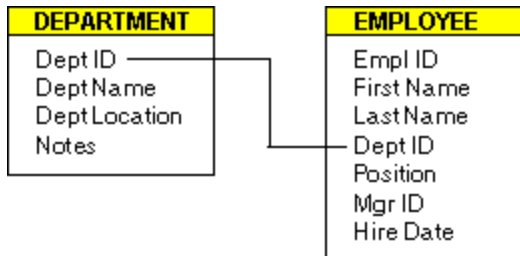 DEPARTMENT
Dept ID
Dept Name
Dept Location
Notes
EMPLOYEE
Empl ID
First Name
Last Name
Dept ID
Position
Mgr ID
Hire Date